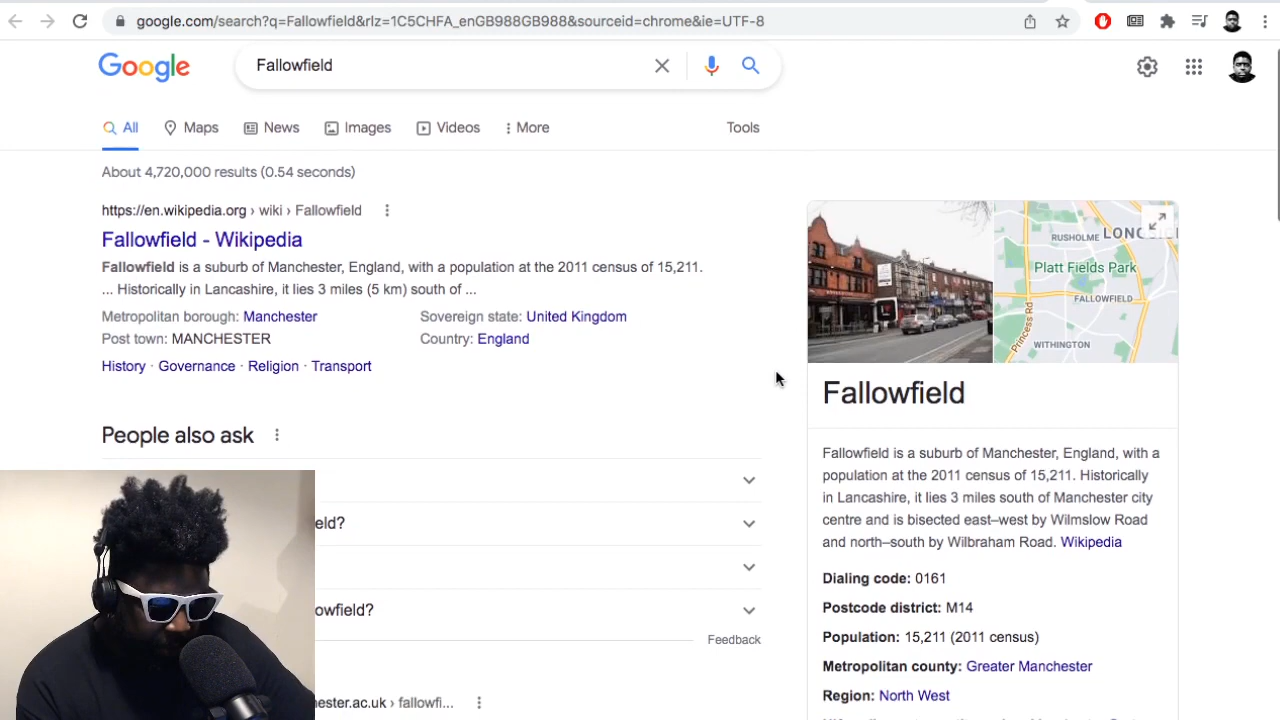 google.com/search?q=Fallowfield&rlz=1C5CHFA_enGB988GB988&sourceid=chrome&ie=UTF-8
Google
Fallowfield
All
Maps
News
Images
Videos
More
Tools
About 4,720,000 results (0.54 seconds)
https://en.wikipedia.org › wiki › Fallowfield
Fallowfield - Wikipedia
Fallowfield is a suburb of Manchester, England, with a population at the 2011 census of 15,211.
... Historically in Lancashire, it lies 3 miles (5 km) south of ...
Metropolitan borough: Manchester
Sovereign state: United Kingdom
Post town: MANCHESTER
Country: England
History · Governance · Religion · Transport
People also ask
eld?
owfield?
Feedback
ester.ac.uk › fallowfi...
RUSHOLME
Platt Fields Park
FALLOWFIELD
Princess Rd
WITHINGTON
Fallowfield
Fallowfield is a suburb of Manchester, England, with a
population at the 2011 census of 15,211. Historically
in Lancashire, it lies 3 miles south of Manchester city
centre and is bisected east–west by Wilmslow Road
and north–south by Wilbraham Road. Wikipedia
Dialing code: 0161
Postcode district: M14
Population: 15,211 (2011 census)
Metropolitan county: Greater Manchester
Region: North West